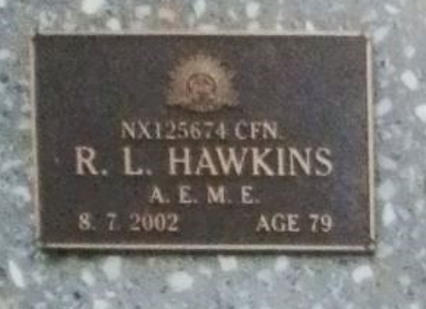 NX125674 CFN.
R. L. HAWKINS
A. E. M. E.
8. 7. 2002 AGE 79